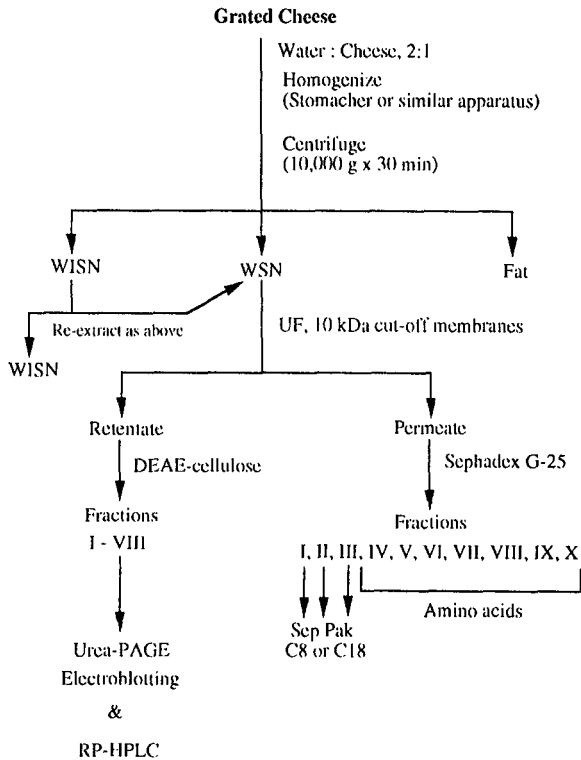 Grated Cheese
Water : Cheese, 2:1
Homogenize
(Stomacher or similar apparatus)
Centrifuge
(10,000 g x 30 min)
WISN
WSN
Fat
Re-extract as above
WISN
UF, 10 kDa cut-off membranes
Retentate
Permeate
DEAE-cellulose
Sephadex G-25
Fractions
I - VIII
Fractions
I, II, III, IV, V, VI, VII, VIII, IX, X
Amino acids
Sep Pak
C8 or C18
Urea-PAGE
Electroblotting
&
RP-HPLC